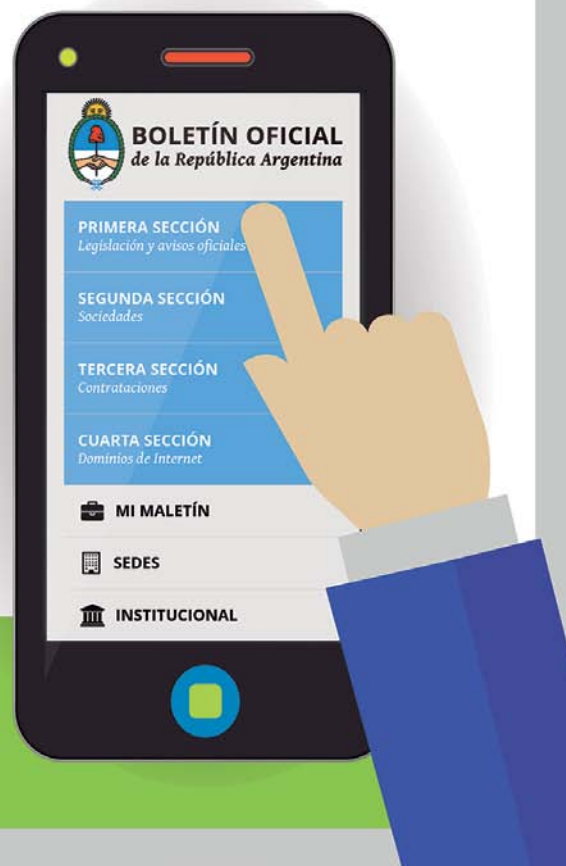 BOLETÍN OFICIAL
de la República Argentina
PRIMERA SECCIÓN
Legislación y avisos oficiales
SEGUNDA SECCIÓN
Sociedades
TERCERA SECCIÓN
Contrataciones
CUARTA SECCIÓN
Dominios de Internet
MI MALETÍN
SEDES
INSTITUCIONAL